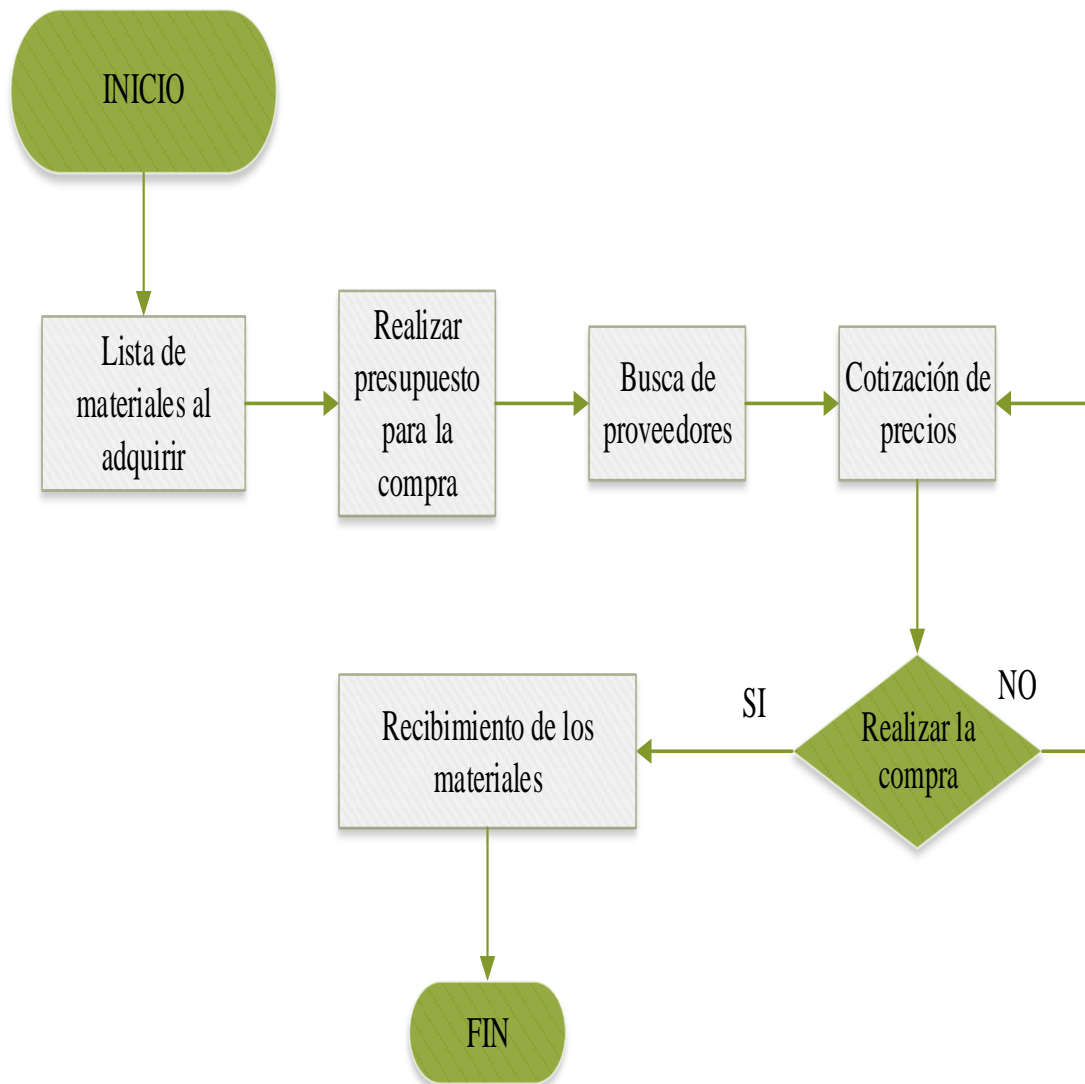 INICIO
Lista de
materiales al
adquirir
Realizar
presupuesto
para la
compra
Busca de
proveedores
Cotización de
precios
Realizar la
compra
SI
NO
Recibimiento de los
materiales
FIN